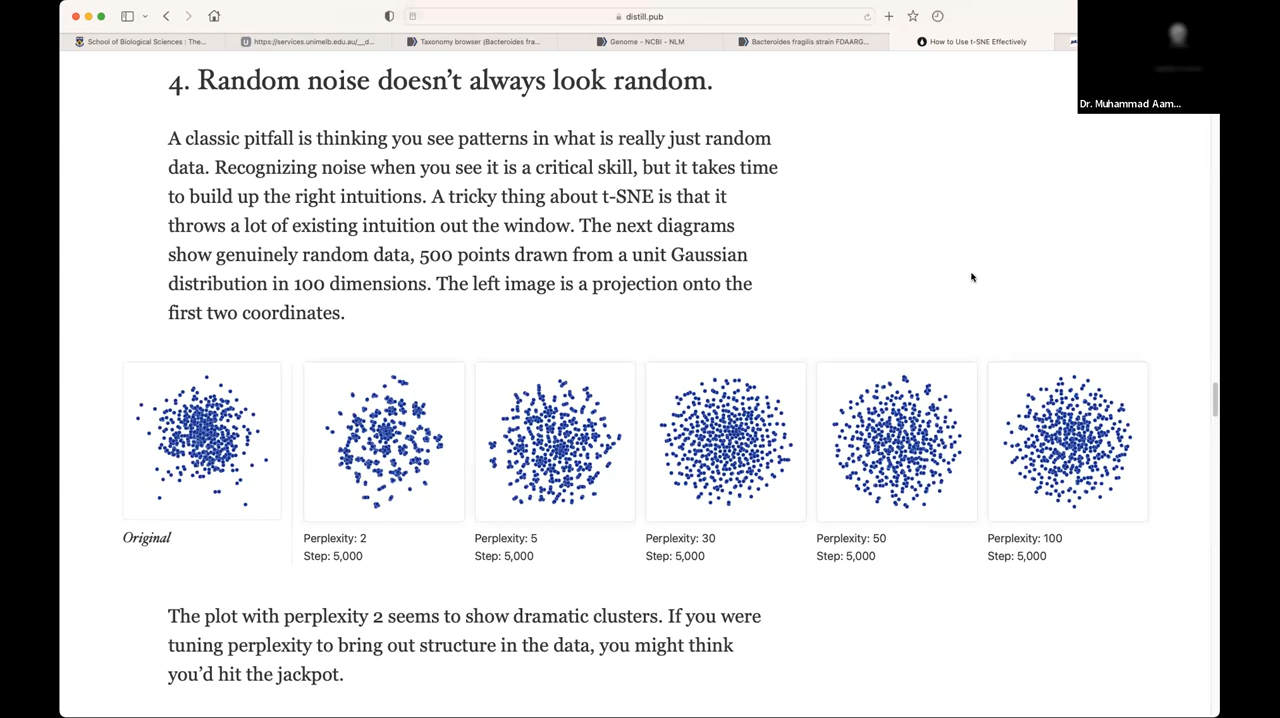 distill.pub
School of Biological Sciences : The...
https://services.unimelb.edu.au/__d...
Taxonomy browser (Bacteroides fra...
Genome - NCBI - NLM
Bacteroides fragilis strain FDAARG...
How to Use t-SNE Effectively
Dr. Muhammad Aam...
4. Random noise doesn’t always look random.
A classic pitfall is thinking you see patterns in what is really just random
data. Recognizing noise when you see it is a critical skill, but it takes time
to build up the right intuitions. A tricky thing about t-SNE is that it
throws a lot of existing intuition out the window. The next diagrams
show genuinely random data, 500 points drawn from a unit Gaussian
distribution in 100 dimensions. The left image is a projection onto the
first two coordinates.
Original
Perplexity: 2
Step: 5,000
Perplexity: 5
Step: 5,000
Perplexity: 30
Step: 5,000
Perplexity: 50
Step: 5,000
Perplexity: 100
Step: 5,000
The plot with perplexity 2 seems to show dramatic clusters. If you were
tuning perplexity to bring out structure in the data, you might think
you’d hit the jackpot.